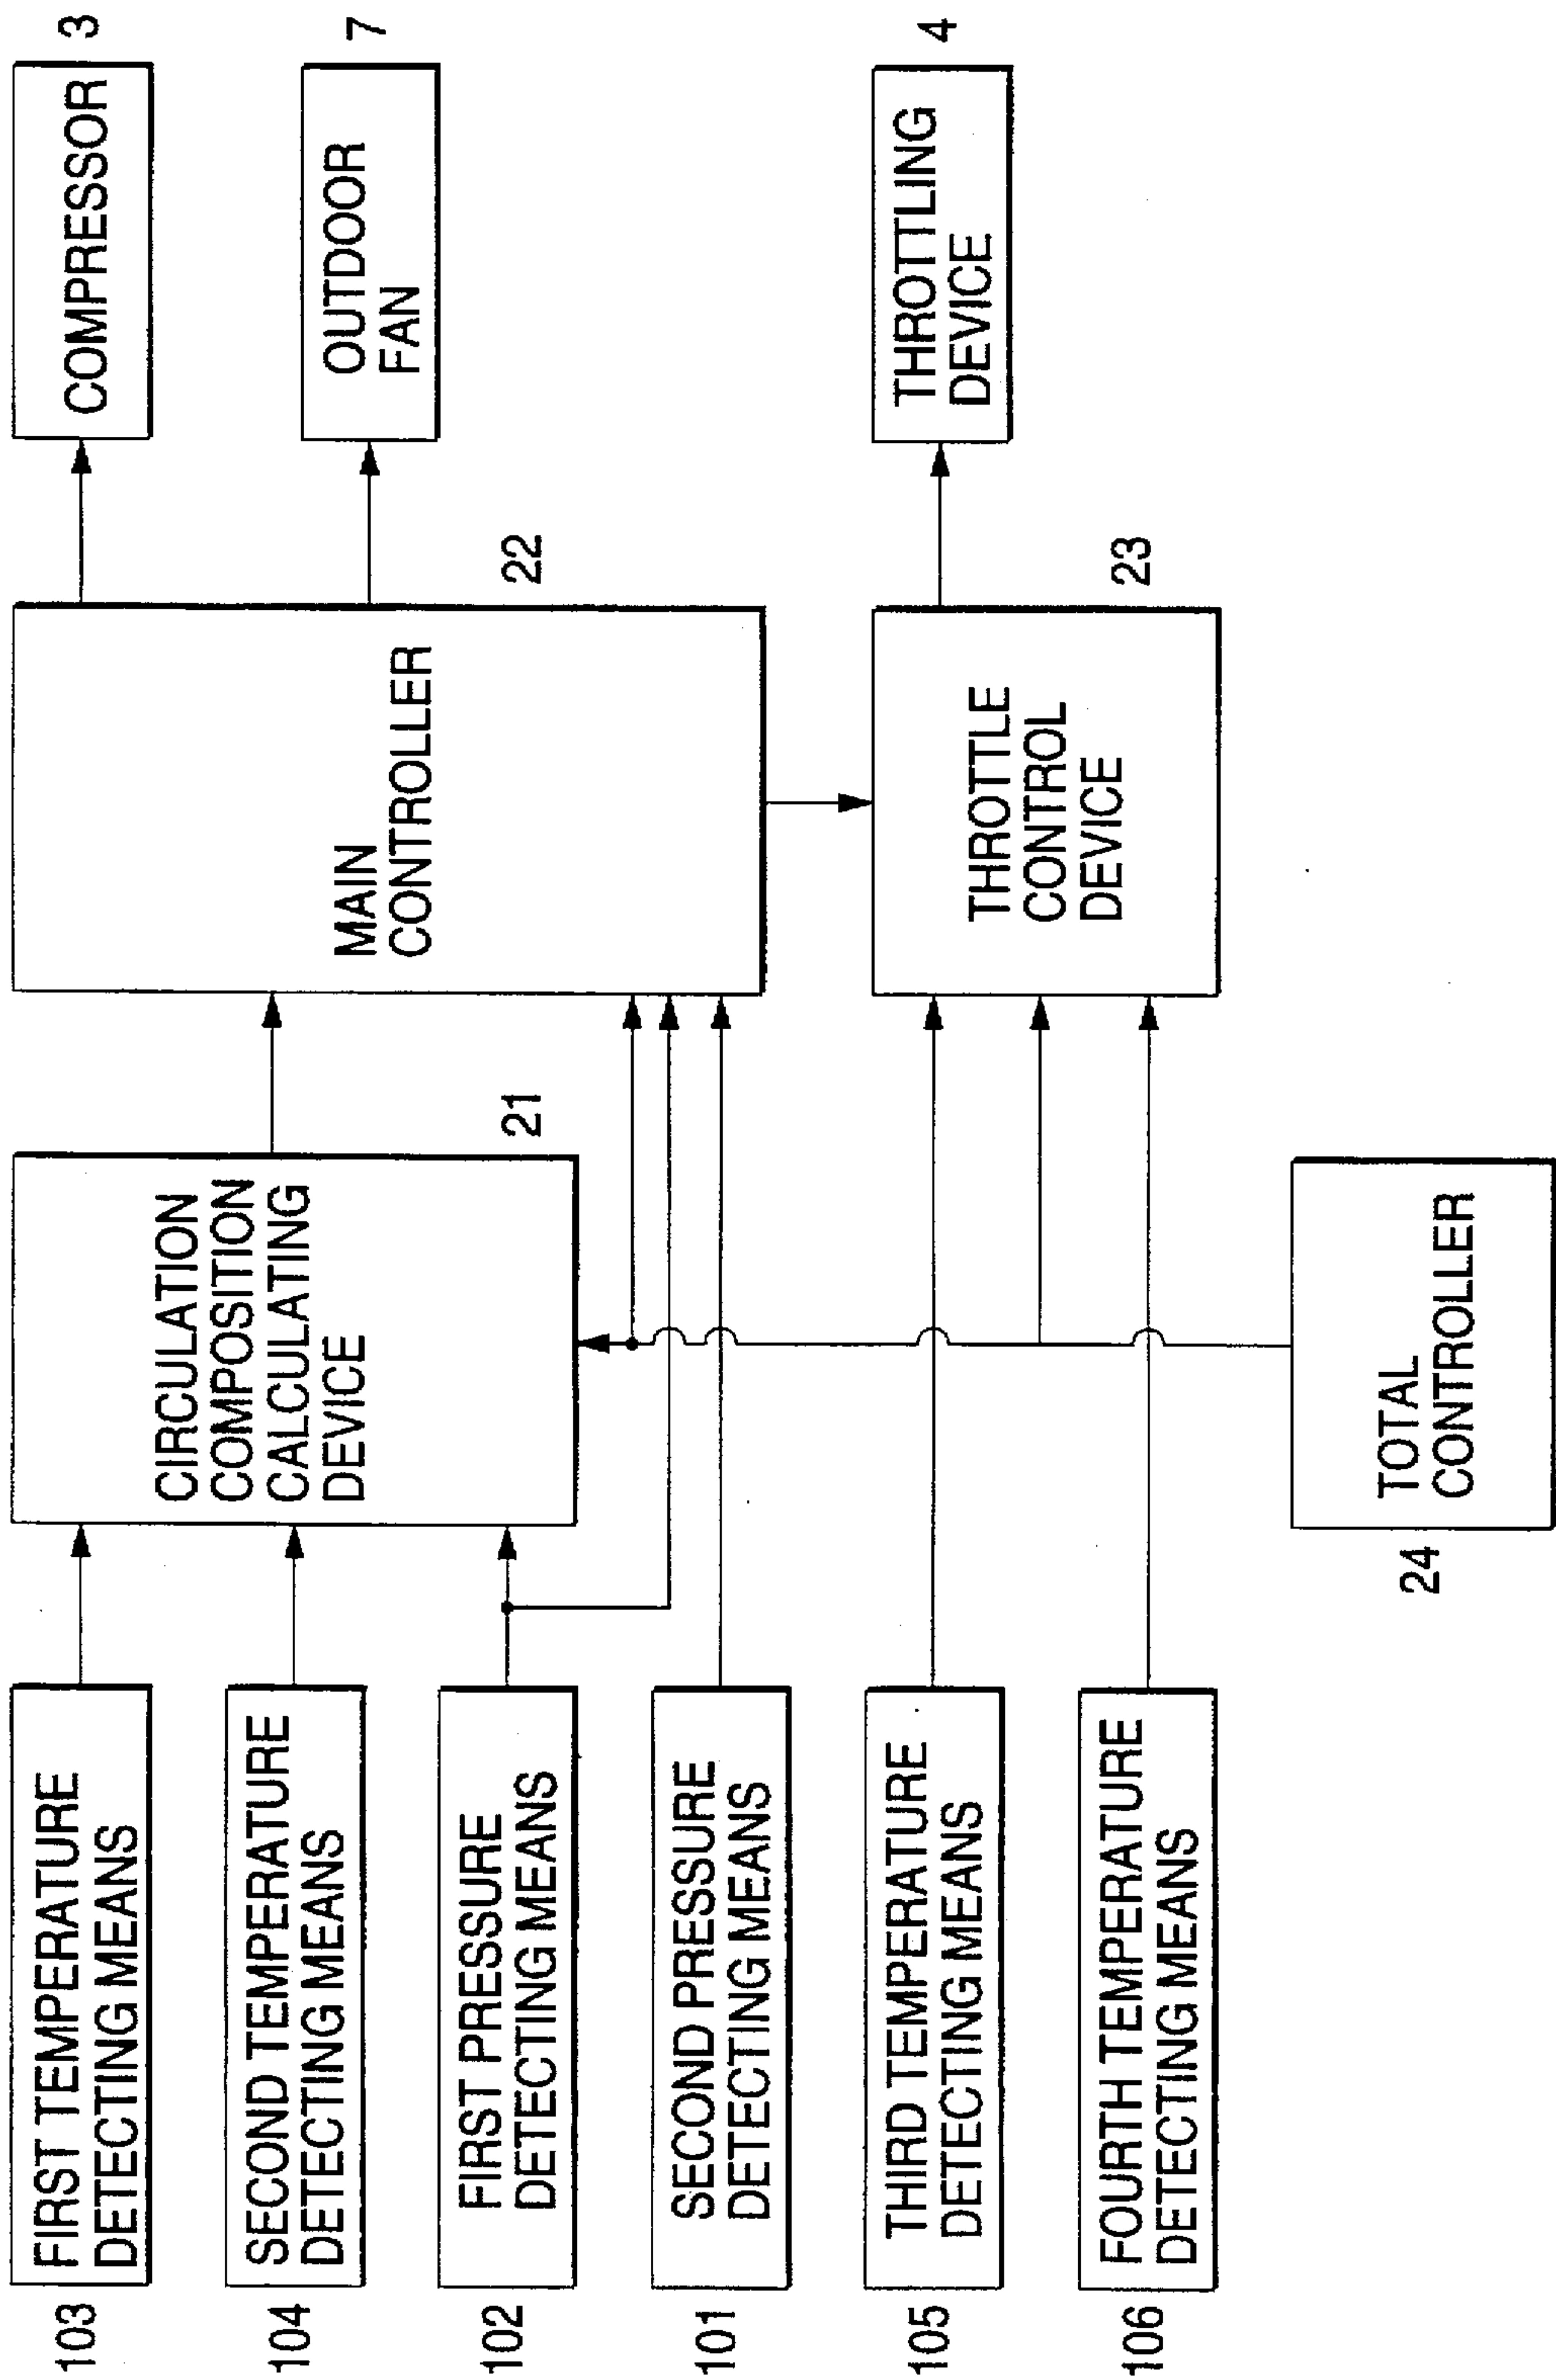 103
FIRST TEMPERATURE
DETECTING MEANS
104
SECOND TEMPERATURE
DETECTING MEANS
102
FIRST PRESSURE
DETECTING MEANS
101
SECOND PRESSURE
DETECTING MEANS
105
THIRD TEMPERATURE
DETECTING MEANS
106
FOURTH TEMPERATURE
DETECTING MEANS
CIRCULATION
COMPOSITION
CALCULATING
DEVICE
21
24
TOTAL
CONTROLLER
MAIN
CONTROLLER
22
THROTTLE
CONTROL
DEVICE
23
COMPRESSOR
3
OUTDOOR
FAN
7
THROTTLING
DEVICE
4